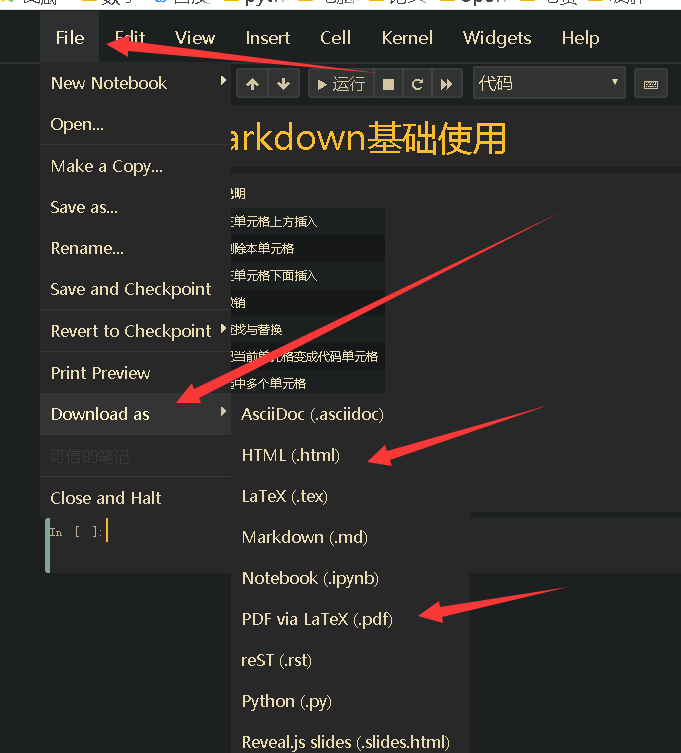 File Edit View Insert Cell Kernel Widgets Help
New Notebook
运行
代码
Open...
arkdown基础使用
Make a Copy...
Save as...
说明
在单元格上方插入
Rename...
删除本单元格
在单元格下面插入
Save and Checkpoint
撤销
Revert to Checkpoint
查找与替换
把当前单元格变成代码单元格
Print Preview
选中多个单元格
Download as
AsciiDoc (.asciidoc)
可信的笔记
HTML (.html)
Close and Halt
LaTeX (.tex)
In [ ]:
Markdown (.md)
Notebook (.ipynb)
PDF via LaTeX (.pdf)
reST (.rst)
Python (.py)
Reveal.js slides (.slides.html)